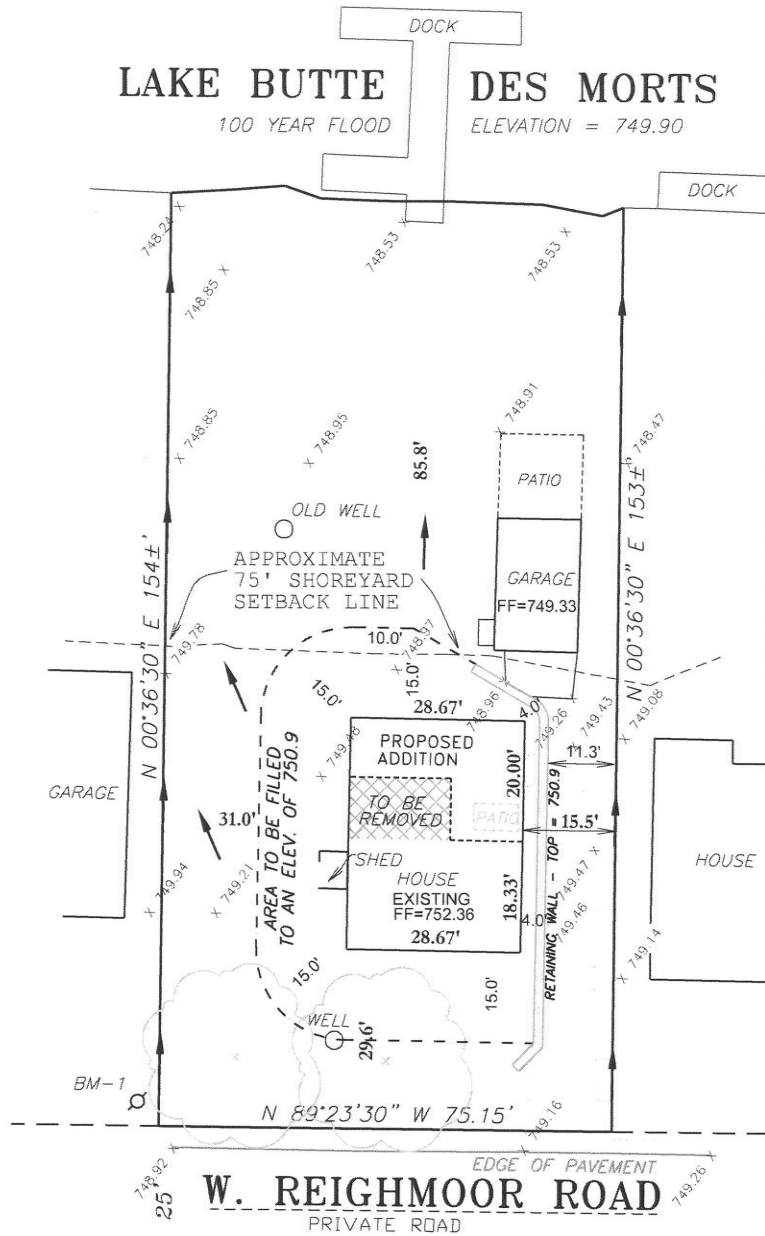 DOCK
LAKE BUTTE DES MORTS
100 YEAR FLOOD ELEVATION = 749.90
DOCK
748.24 X
748.53 X
748.53 X
748.85 X
748.91
X
748.85
X
748.95
X
85.8'
748.47
X
PATIO
N 00°36'30" E 154±'
N 00°36'30" E 153±'
OLD WELL
APPROXIMATE
75' SHOREYARD
SETBACK LINE
GARAGE
FF=749.33
10.0'
749.78
X
748.97
X
15.0'
15.0'
28.67'
748.96
X
4.0'
749.26
749.43
X
749.08
X
749.48
X
PROPOSED
ADDITION
20.00'
11.3'
GARAGE
31.0'
AREA TO BE FILLED
TO AN ELEV. OF 750.9
TO BE
REMOVED
PATIO
15.5'
RETAINING WALL - TOP = 750.9
SHED
HOUSE
EXISTING
FF=752.36
18.33'
28.67'
4.0'
HOUSE
749.94
X
749.21
X
749.47 X
749.46
749.14
X
15.0'
15.0'
WELL
29.6'
BM-1
N 89°23'30" W 75.15'
749.16
X
EDGE OF PAVEMENT
748.92
X
25'
749.26 X
W. REIGHMOOR ROAD
PRIVATE ROAD